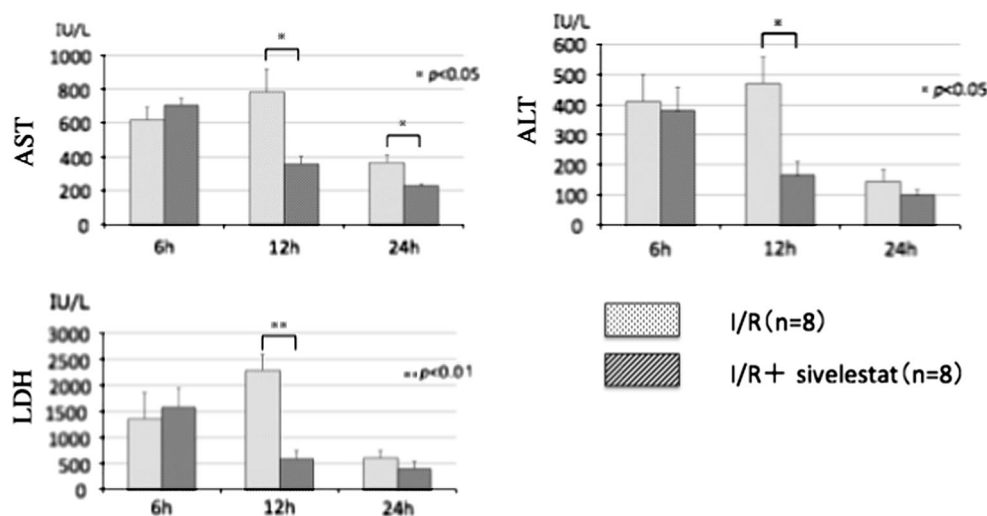 IU/L
1000
800
600
400
200
0
AST
6h
12h
24h
*
*
* p<0.05
IU/L
600
500
400
300
200
100
0
ALT
6h
12h
24h
*
* p<0.05
IU/L
3000
2500
2000
1500
1000
500
0
LDH
6h
12h
24h
**
**p<0.01
I/R(n=8)
I/R+ sivelestat(n=8)